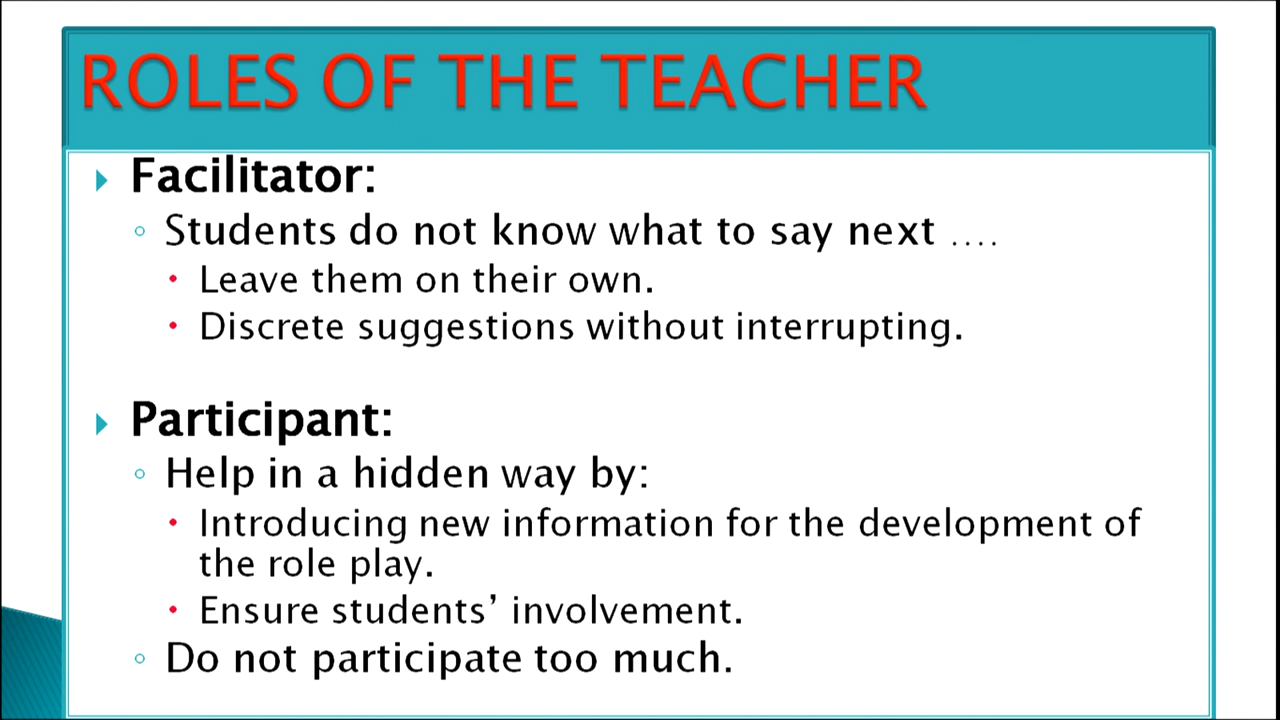 ROLES OF THE TEACHER
Facilitator:
Students do not know what to say next ....
Leave them on their own.
Discrete suggestions without interrupting.
Participant:
Help in a hidden way by:
Introducing new information for the development of
the role play.
Ensure students’ involvement.
Do not participate too much.